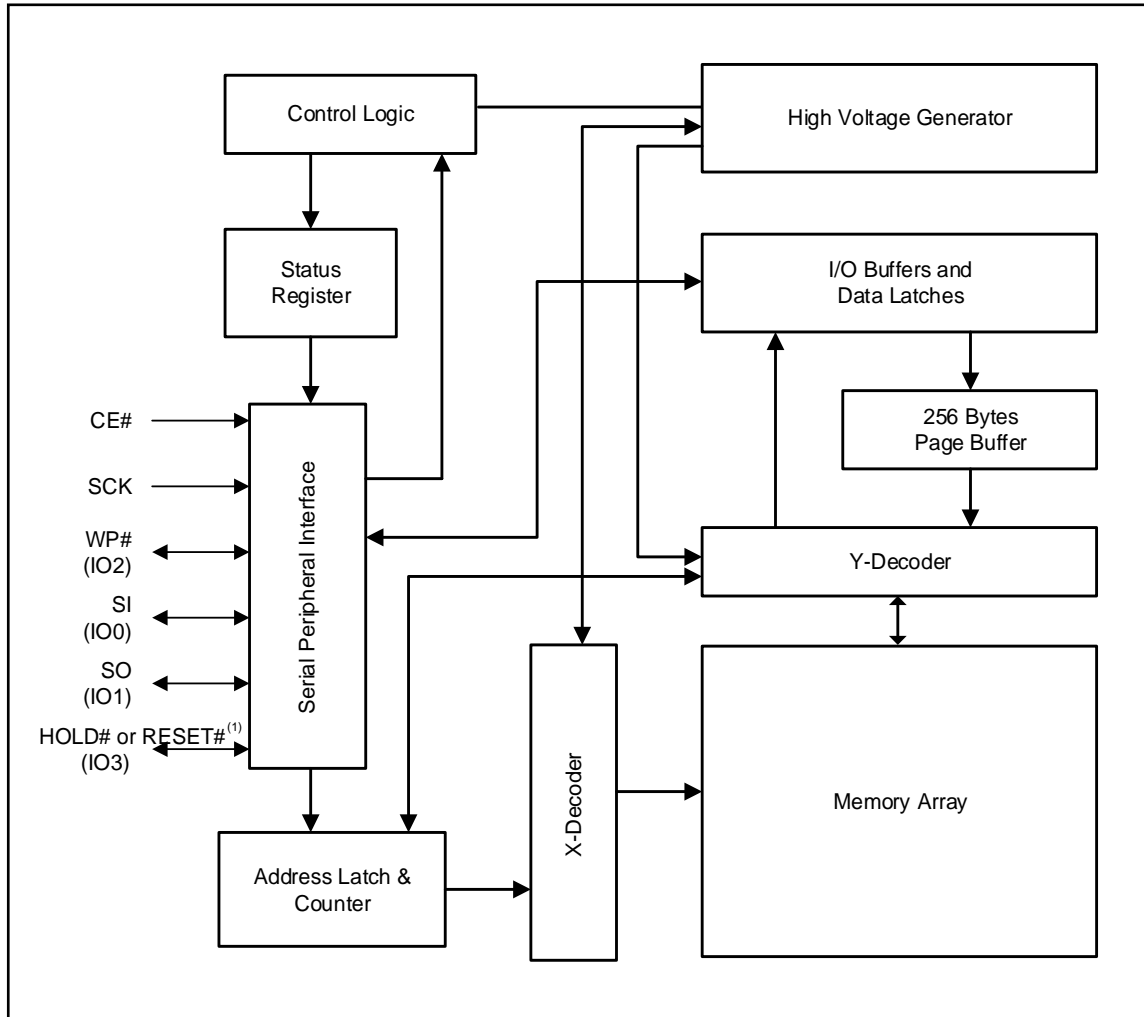 Control Logic
High Voltage Generator
Status
Register
I/O Buffers and
Data Latches
256 Bytes
Page Buffer
CE#
SCK
WP#
(IO2)
SI
(IO0)
SO
(IO1)
HOLD# or RESET#(1)
(IO3)
Serial Peripheral Interface
Y-Decoder
X-Decoder
Memory Array
Address Latch &
Counter